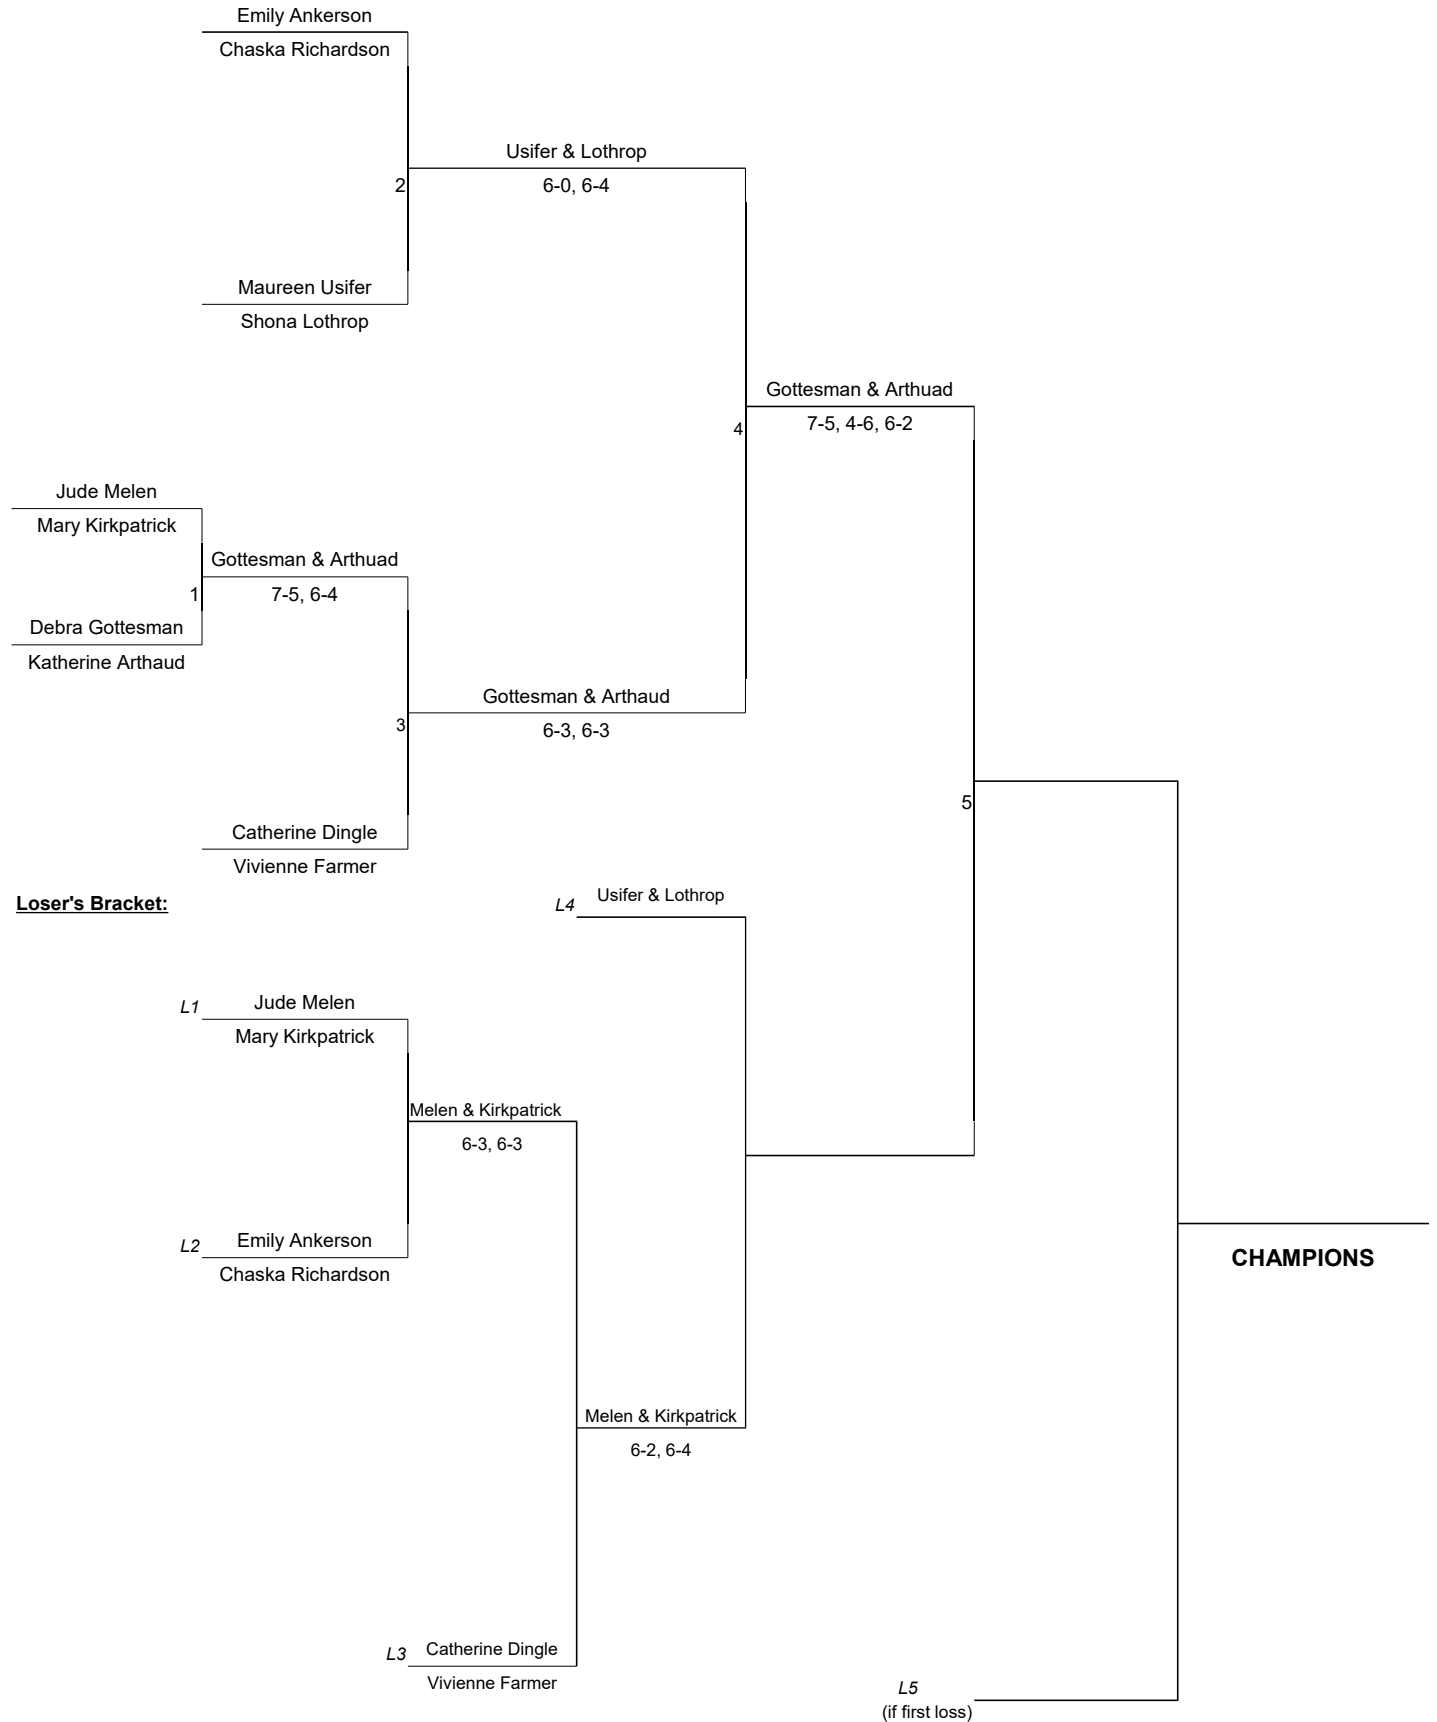 Emily Ankerson
Chaska Richardson
Usifer & Lothrop
2
6-0, 6-4
Maureen Usifer
Shona Lothrop
Gottesman & Arthuad
4
7-5, 4-6, 6-2
Jude Melen
Mary Kirkpatrick
Gottesman & Arthuad
1
7-5, 6-4
Debra Gottesman
Katherine Arthaud
Gottesman & Arthaud
3
6-3, 6-3
5
Catherine Dingle
Vivienne Farmer
Loser's Bracket:
L4
Usifer & Lothrop
L1
Jude Melen
Mary Kirkpatrick
Melen & Kirkpatrick
6-3, 6-3
L2
Emily Ankerson
Chaska Richardson
CHAMPIONS
Melen & Kirkpatrick
6-2, 6-4
L3
Catherine Dingle
Vivienne Farmer
L5
(if first loss)